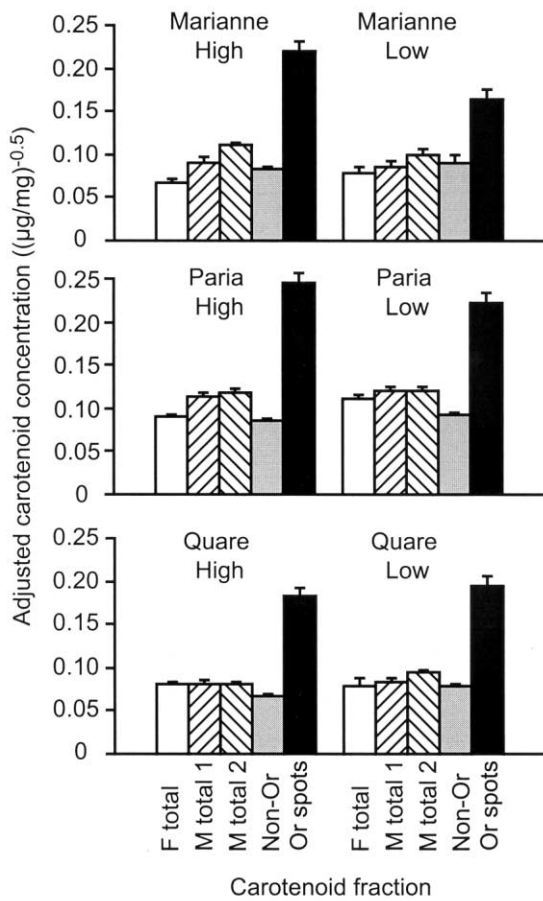 Adjusted carotenoid concentration ((µg/mg)⁻⁰·⁵)
Marianne
High
Marianne
Low
0.25
0.20
0.15
0.10
0.05
0
Paria
High
Paria
Low
0.25
0.20
0.15
0.10
0.05
0
Quare
High
Quare
Low
0.25
0.20
0.15
0.10
0.05
0
F total
M total 1
M total 2
Non-Or
Or spots
F total
M total 1
M total 2
Non-Or
Or spots
Carotenoid fraction